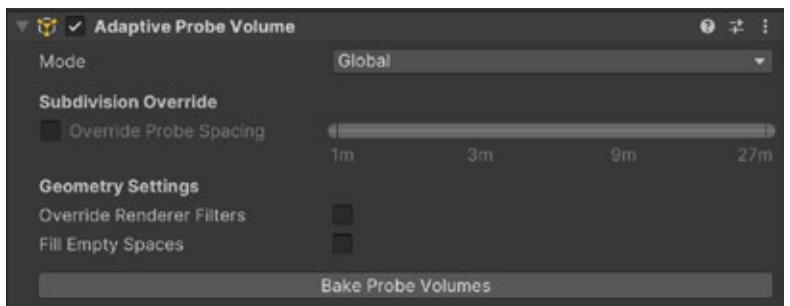 Adaptive Probe Volume
Mode Global
Subdivision Override
Override Probe Spacing
1m 3m 9m 27m
Geometry Settings
Override Renderer Filters
Fill Empty Spaces
Bake Probe Volumes